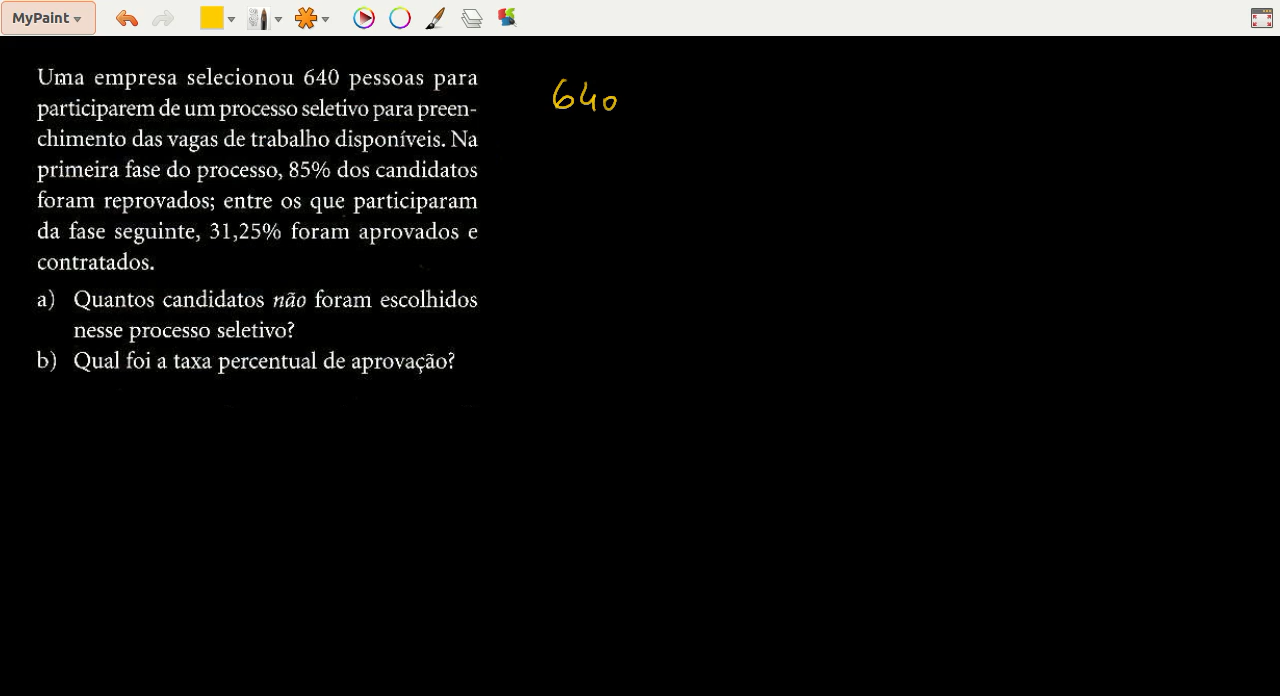 MyPaint
Uma empresa selecionou 640 pessoas para
participarem de um processo seletivo para preen-
chimento das vagas de trabalho disponíveis. Na
primeira fase do processo, 85% dos candidatos
foram reprovados; entre os que participaram
da fase seguinte, 31,25% foram aprovados e
contratados.
a) Quantos candidatos não foram escolhidos
nesse processo seletivo?
b) Qual foi a taxa percentual de aprovação?
640